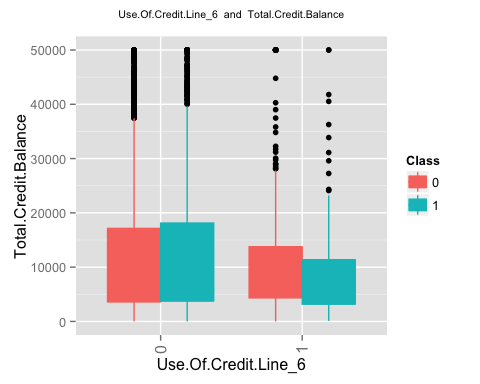 Use.Of.Credit.Line_6 and Total.Credit.Balance
50000
40000
30000
20000
10000
0
Total.Credit.Balance
0
1
Use.Of.Credit.Line_6
Class
0
1